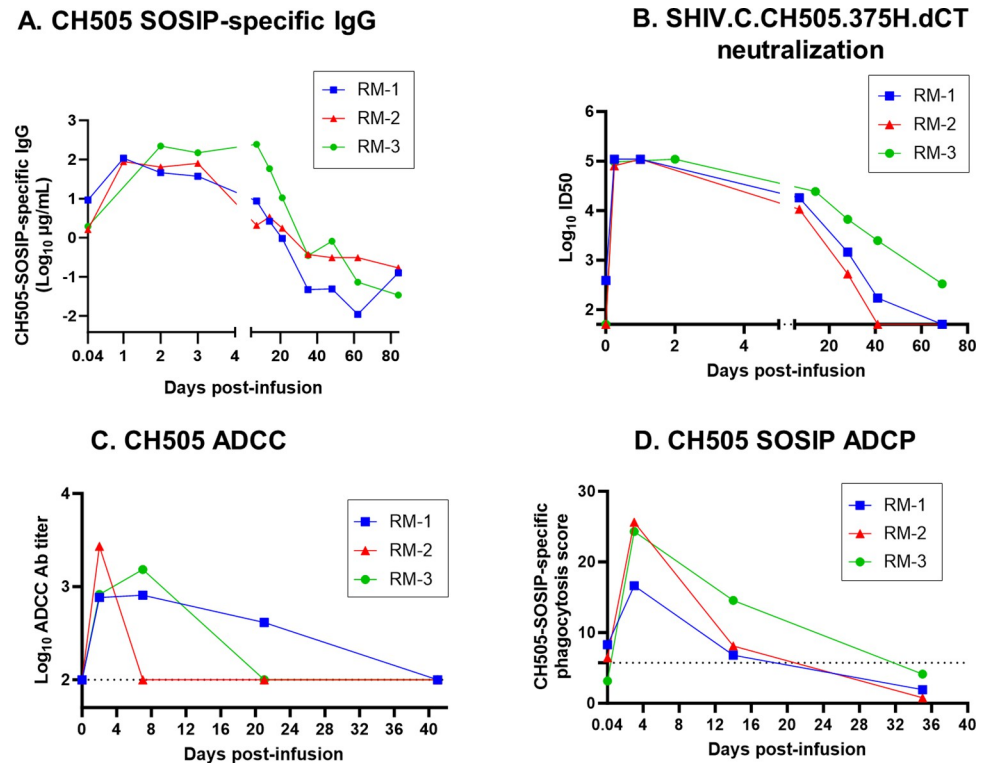 A. CH505 SOSIP-specific IgG
RM-1
RM-2
RM-3
CH505-SOSIP-specific IgG
(Log10 µg/mL)
3
2
1
0
-1
-2
0.04 1 2 3 4 20 40 60 80
Days post-infusion
B. SHIV.C.CH505.375H.dCT
neutralization
RM-1
RM-2
RM-3
Log10 ID50
6
5
4
3
2
0 2 4 20 40 60 80
Days post-infusion
C. CH505 ADCC
RM-1
RM-2
RM-3
Log10 ADCC Ab titer
4
3
2
0 4 8 12 16 20 24 28 32 36 40
Days post-infusion
D. CH505 SOSIP ADCP
RM-1
RM-2
RM-3
CH505-SOSIP-specific
phagocytosis score
30
20
10
0
0.04 4 8 12 16 20 24 28 32 36 40
Days post-infusion